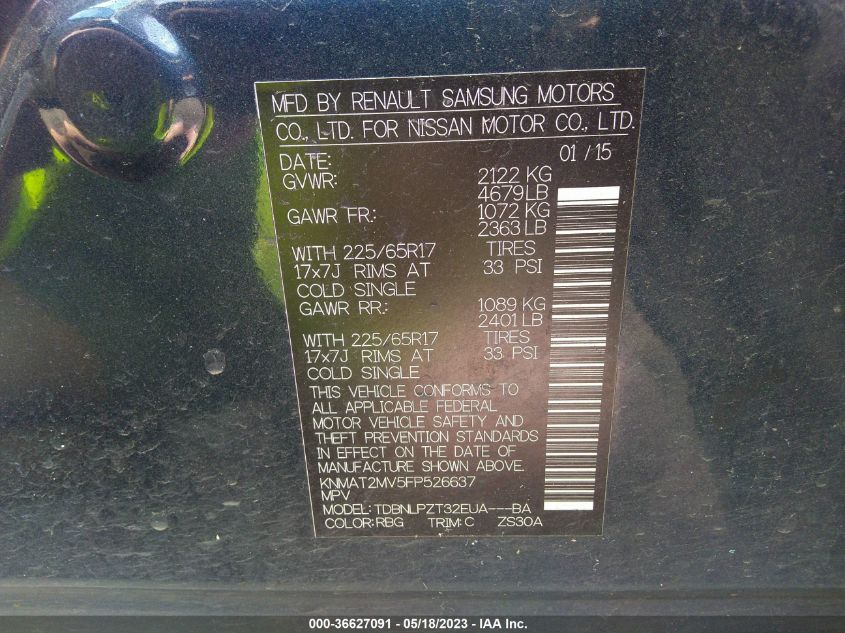 MFD BY RENAULT SAMSUNG MOTORS
CO., LTD. FOR NISSAN MOTOR CO., LTD.
DATE: 01 / 15
GVWR: 2122 KG
4679LB
GAWR FR.: 1072 KG
2363 LB
WITH 225/65R17 TIRES
17x7J RIMS AT 33 PSI
COLD SINGLE
GAWR RR.: 1089 KG
2401 LB
WITH 225/65R17 TIRES
17x7J RIMS AT 33 PSI
COLD SINGLE
THIS VEHICLE CONFORMS TO
ALL APPLICABLE FEDERAL
MOTOR VEHICLE SAFETY AND
THEFT PREVENTION STANDARDS
IN EFFECT ON THE DATE OF
MANUFACTURE SHOWN ABOVE.
KNMAT2MV5FP526637
MPV
MODEL: TDBNLPZT32EUA---BA
COLOR: RBG TRIM: C ZS30A
000-36627091 - 05/18/2023 - IAA Inc.